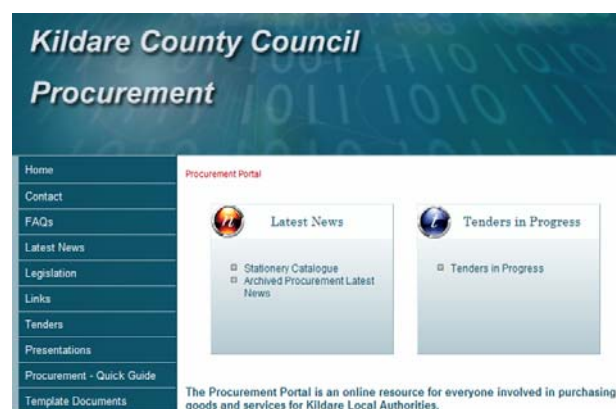 Kildare County Council
Procurement
Home
Contact
FAQs
Latest News
Legislation
Links
Tenders
Presentations
Procurement - Quick Guide
Template Documents
Procurement Portal
n Latest News
Stationery Catalogue
Archived Procurement Latest
News
t Tenders in Progress
Tenders in Progress
The Procurement Portal is an online resource for everyone involved in purchasing
goods and services for Kildare Local Authorities.